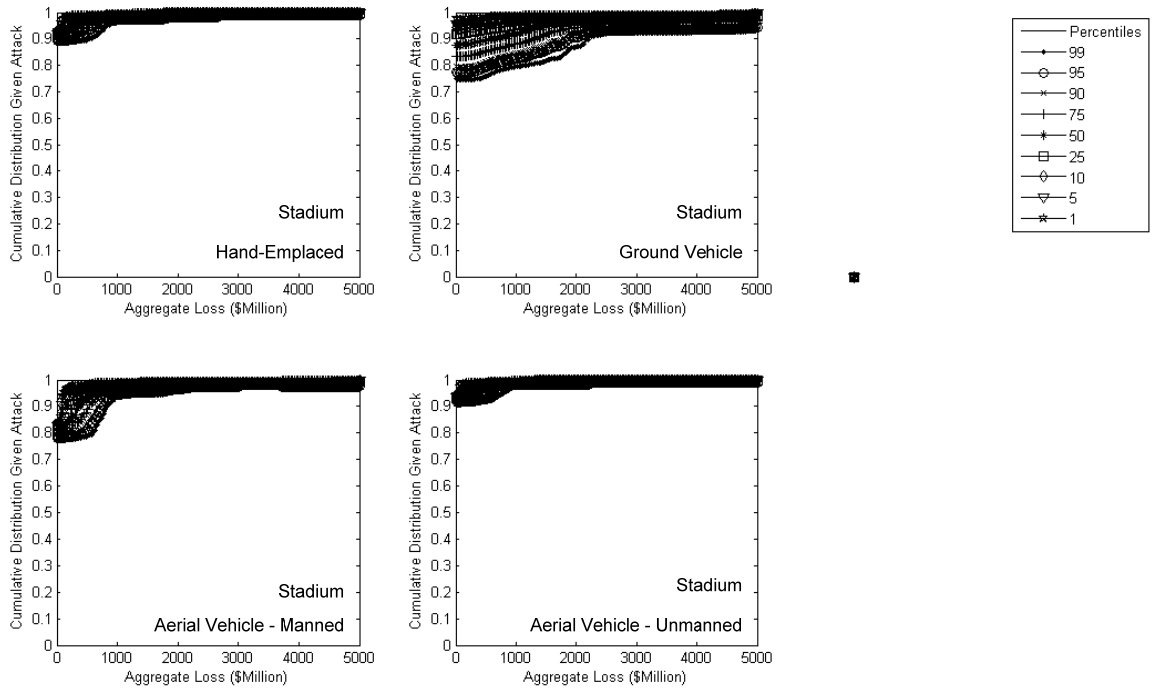 Cumulative Distribution Given Attack
1
0.9
0.8
0.7
0.6
0.5
0.4
0.3
0.2
0.1
0
Stadium
Hand-Emplaced
0 1000 2000 3000 4000 5000
Aggregate Loss ($Million)
Cumulative Distribution Given Attack
1
0.9
0.8
0.7
0.6
0.5
0.4
0.3
0.2
0.1
0
Stadium
Ground Vehicle
0 1000 2000 3000 4000 5000
Aggregate Loss ($Million)
Percentiles
99
95
90
75
50
25
10
5
1
Cumulative Distribution Given Attack
1
0.9
0.8
0.7
0.6
0.5
0.4
0.3
0.2
0.1
0
Stadium
Aerial Vehicle - Manned
0 1000 2000 3000 4000 5000
Aggregate Loss ($Million)
Cumulative Distribution Given Attack
1
0.9
0.8
0.7
0.6
0.5
0.4
0.3
0.2
0.1
0
Stadium
Aerial Vehicle - Unmanned
0 1000 2000 3000 4000 5000
Aggregate Loss ($Million)